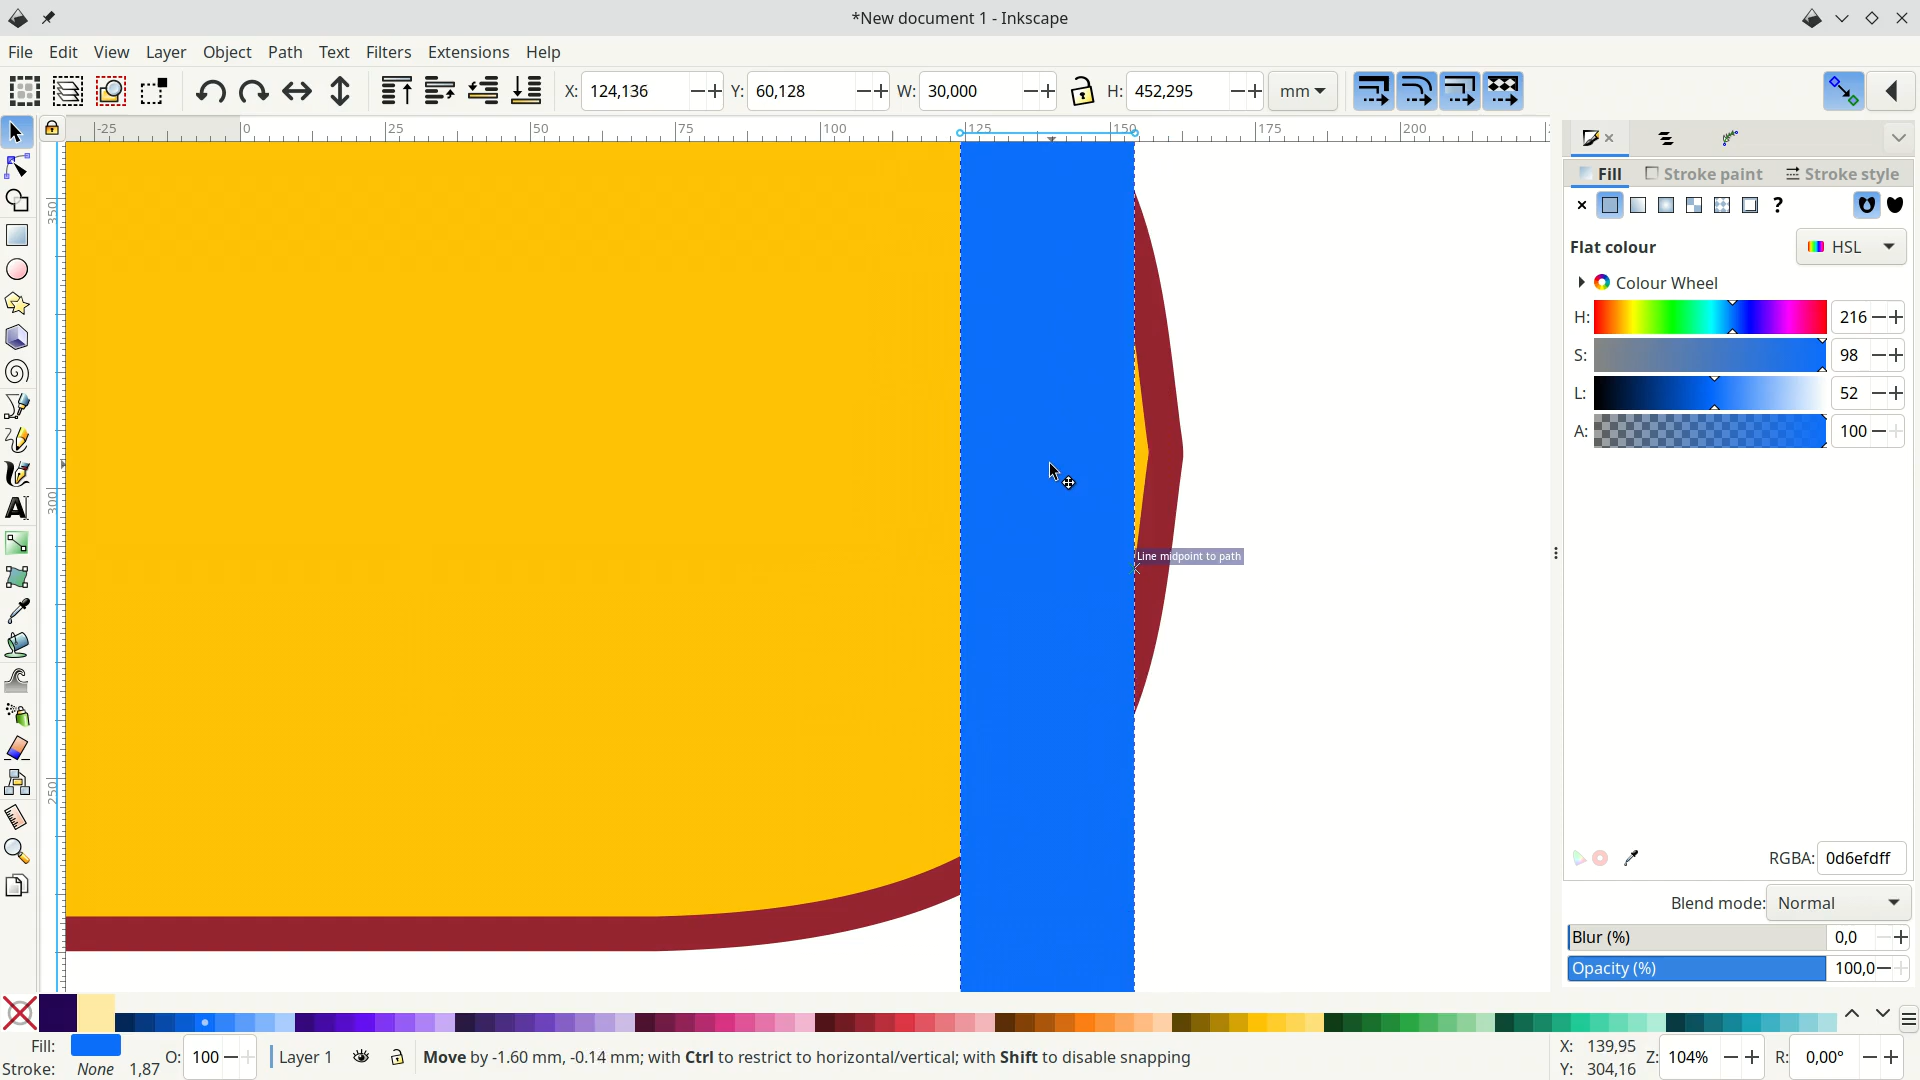 *New document 1 - Inkscape
File Edit View Layer Object Path Text Filters Extensions Help
X: 124,136 Y: 60,128 W: 30,000 H: 452,295 mm
-25 0 25 50 75 100 125 150 175 200
Fill Stroke paint Stroke style
350
?
Flat colour HSL
Colour Wheel
H: 216
S: 98
L: 52
A: 100
300
Line midpoint to path
250
RGBA: 0d6efdff
Blend mode: Normal
Blur (%) 0,0
Opacity (%) 100,0
Fill:
Stroke: None 1,87
O: 100
Layer 1
Move by -1.60 mm, -0.14 mm; with Ctrl to restrict to horizontal/vertical; with Shift to disable snapping
X: 139,95
Y: 304,16
Z: 104%
R: 0,00°